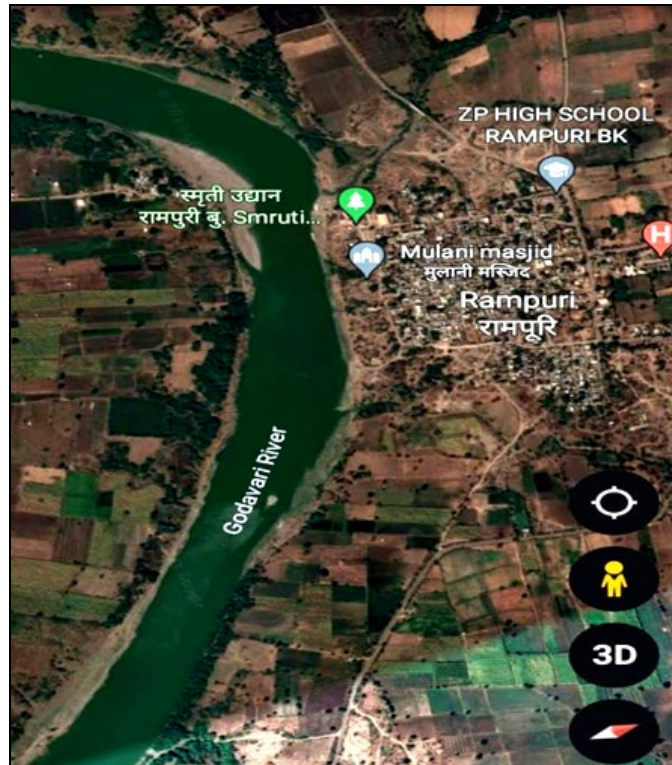 ZP HIGH SCHOOL
RAMPURI BK
स्मृती उद्यान
रामपुरी बु. Smruti...
Mulani masjid
मुलानी मस्जिद
H
Rampuri
रामपूरि
Godavari River
3D